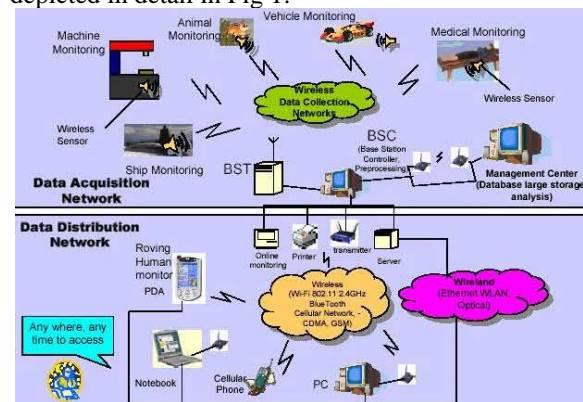 depicted in detail in Fig 1.
Machine
Monitoring
Animal
Monitoring
Vehicle Monitoring
Medical Monitoring
Wireless
Data Collection
Networks
Wireless
Sensor
Wireless Sensor
Ship Monitoring
BST
BSC
(Base Station
Controller,
Preprocessing)
Management Center
(Database large storage,
analysis)
Data Acquisition
Network
Data Distribution
Network
Online
monitoring
Printer
transmitter
Server
Roving
Human
monitor
PDA
Wireless
(Wi-Fi 802.11 2.4GHz
BlueTooth
Cellular Network, -
CDMA, GSM)
Wireland
(Ethernet WLAN,
Optical)
Any where, any
time to access
Notebook
Cellular
Phone
PC